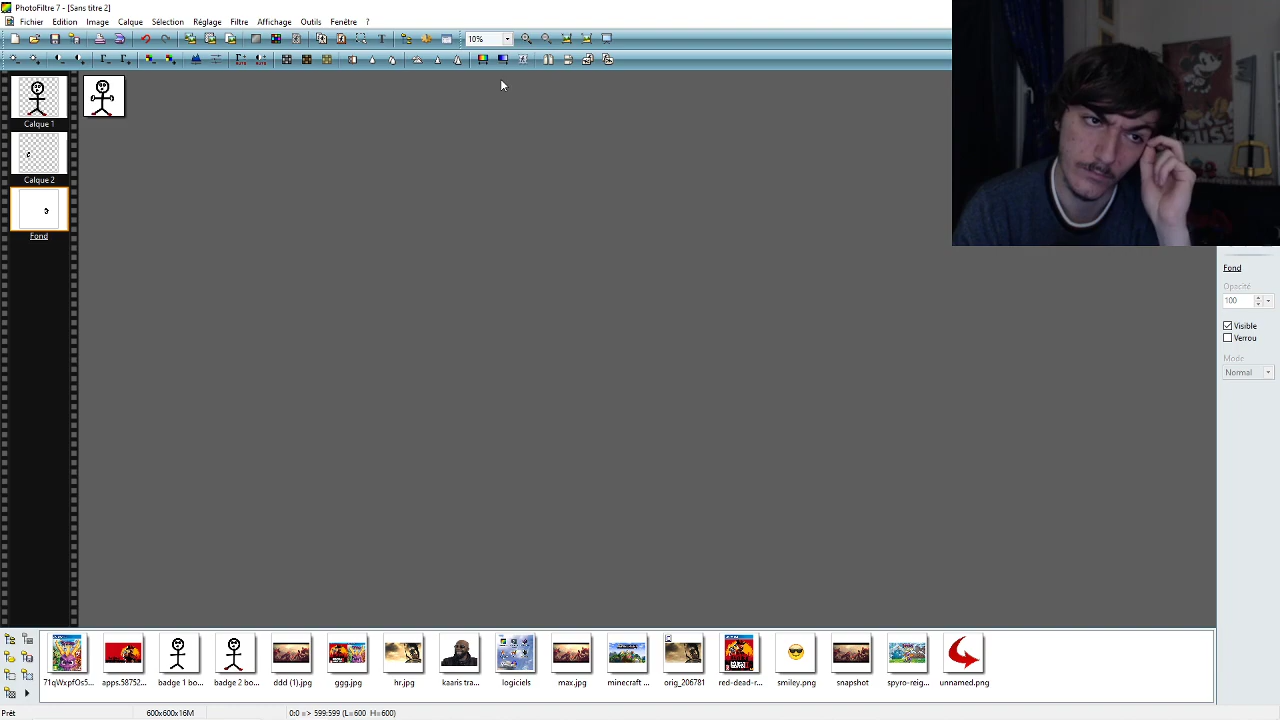 PhotoFiltre 7 - [Sans titre 2]
Fichier Edition Image Calque Sélection Réglage Filtre Affichage Outils Fenêtre ?
10%
Calque 1
Calque 2
Fond
Fond
Opacité
100
Visible
Verrou
Mode
Normal
71qWxpfOs5... apps.58752... badge 1 bo... badge 2 bo... ddd (1).jpg ggg.jpg hr.jpg kaaris tra... logiciels max.jpg minecraft ... orig_206781 red-dead-r... smiley.png snapshot spyro-reig... unnamed.png
Prêt 600x600x16M 0:0 => 599:599 (L=600 H=600)